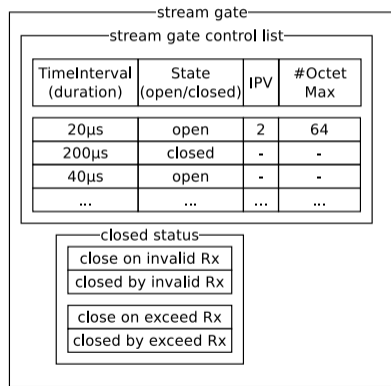 stream gate
stream gate control list
TimeInterval (duration) State (open/closed) IPV #Octet Max
20µs open 2 64
200µs closed - -
40µs open - -
... ... ... ...
closed status
close on invalid Rx
closed by invalid Rx
close on exceed Rx
closed by exceed Rx